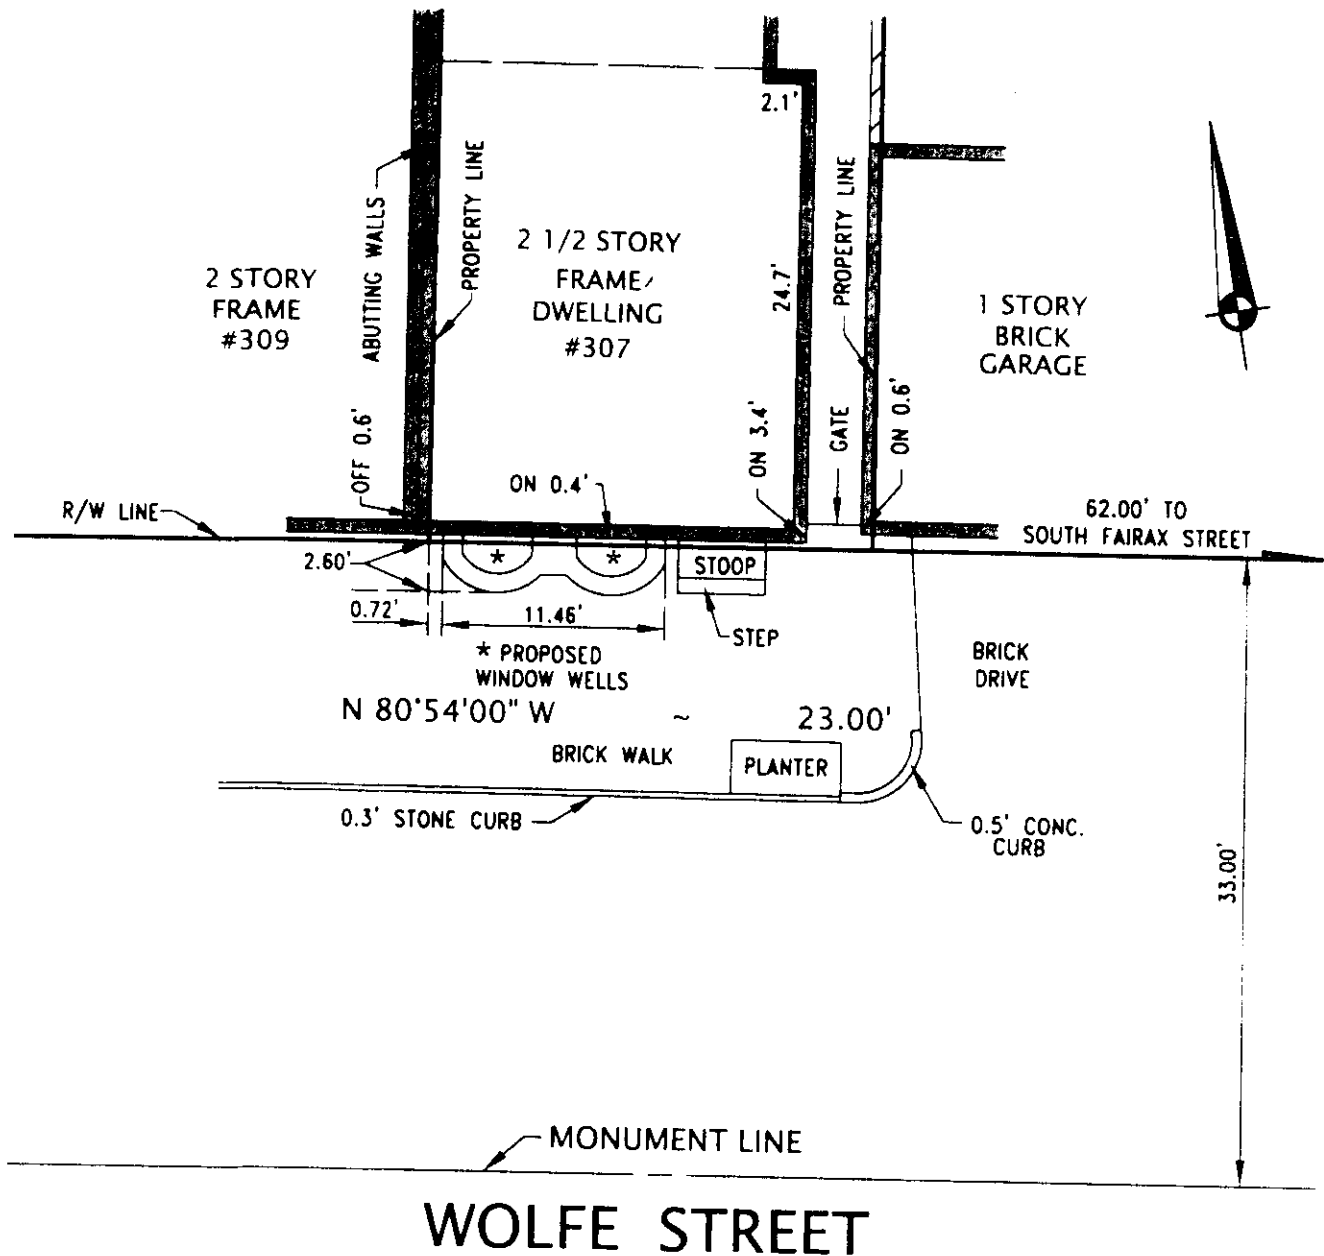 2.1'
ABUTTING WALLS
PROPERTY LINE
2 1/2 STORY
FRAME
DWELLING
#307
24.7'
PROPERTY LINE
2 STORY
FRAME
#309
1 STORY
BRICK
GARAGE
OFF 0.6'
ON 0.4'
ON 3.4'
GATE
ON 0.6'
R/W LINE
62.00' TO
SOUTH FAIRAX STREET
2.60'
*
*
STOOP
0.72'
11.46'
STEP
* PROPOSED
WINDOW WELLS
BRICK
DRIVE
N 80°54'00" W ~ 23.00'
BRICK WALK
PLANTER
0.3' STONE CURB
0.5' CONC.
CURB
33.00'
MONUMENT LINE
WOLFE STREET